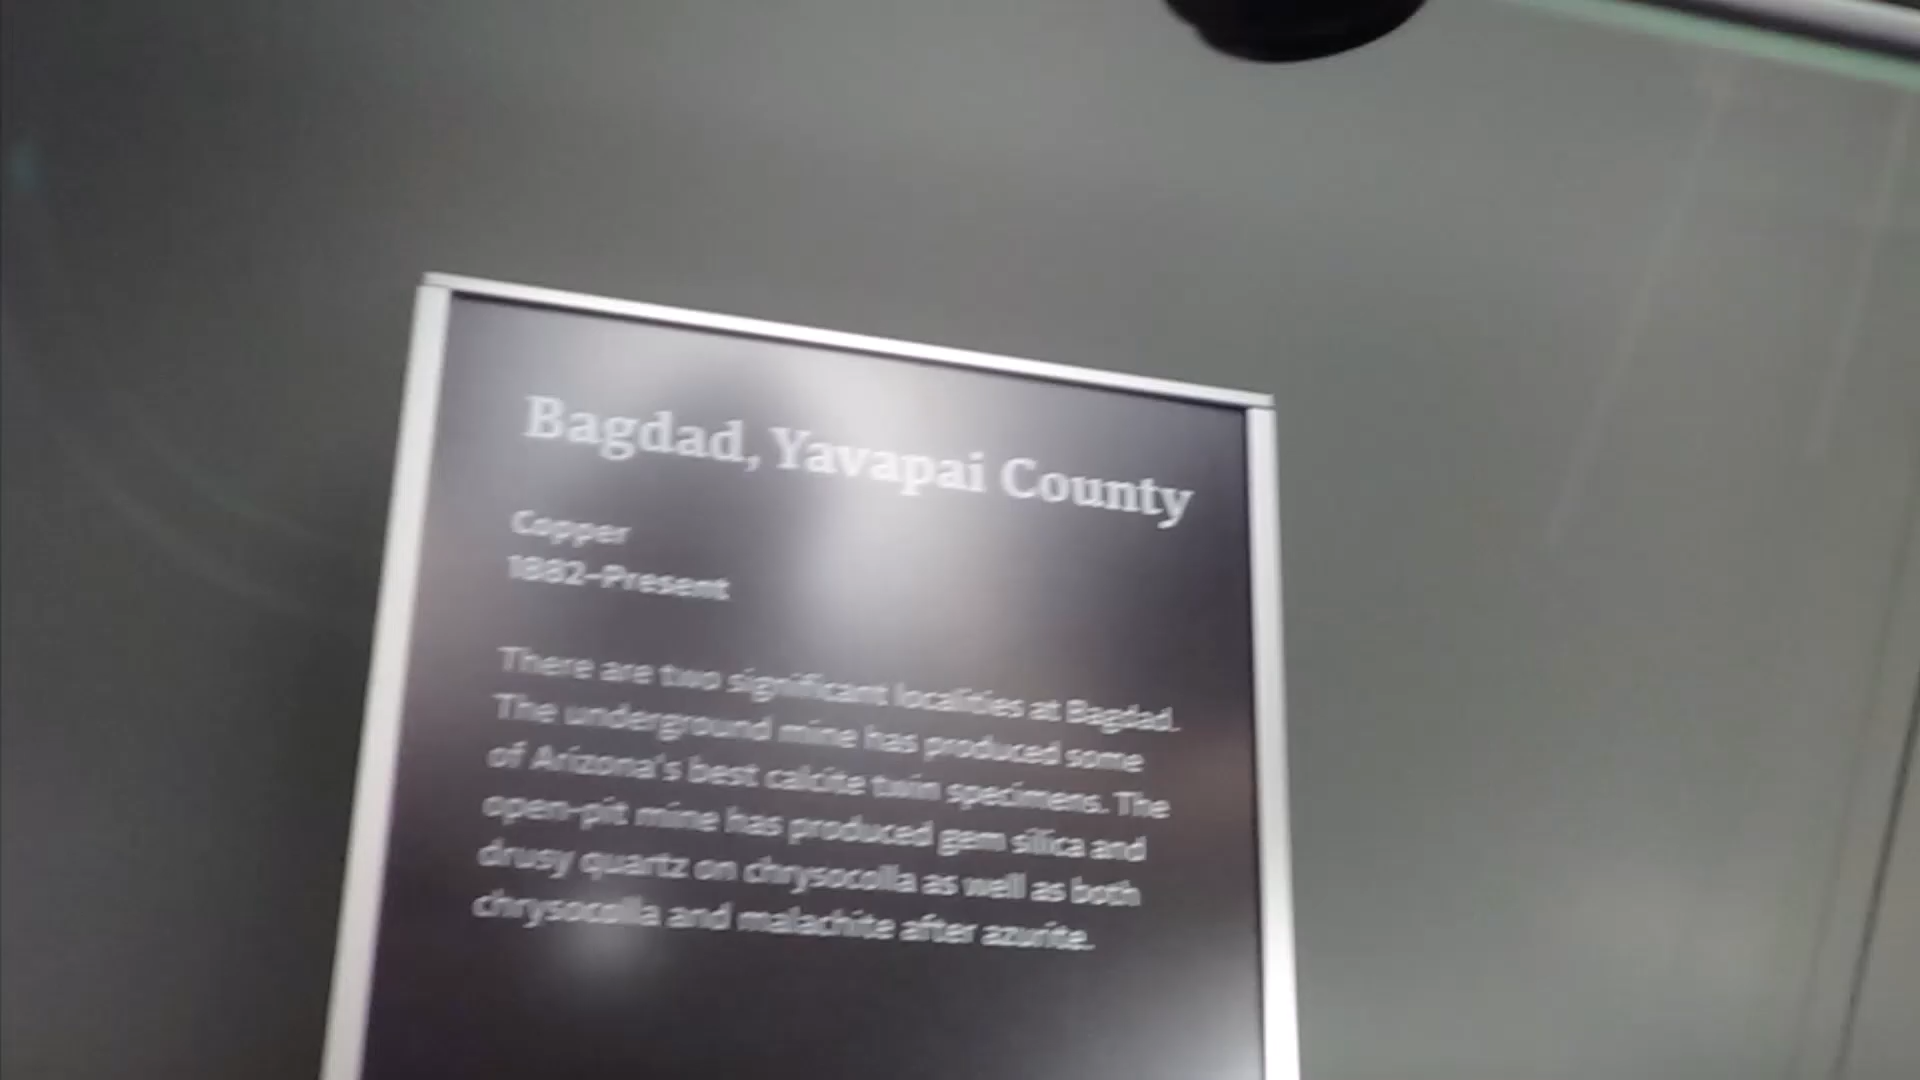 Bagdad, Yavapai County
Copper
1882-Present
There are two significant localities at Bagdad.
The underground mine has produced some
of Arizona's best calcite twin specimens. The
open-pit mine has produced gem silica and
drusy quartz on chrysocolla as well as both
chrysocolla and malachite after azurite.